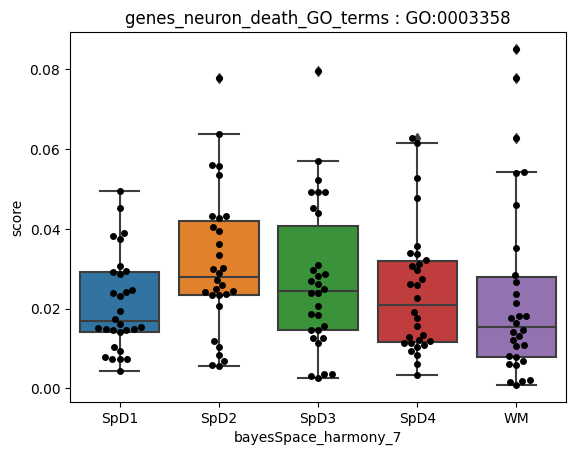 genes_neuron_death_GO_terms : GO:0003358
0.08
0.06
score
0.04
0.02
0.00
SpD1 SpD2 SpD3 SpD4 WM
bayesSpace_harmony_7